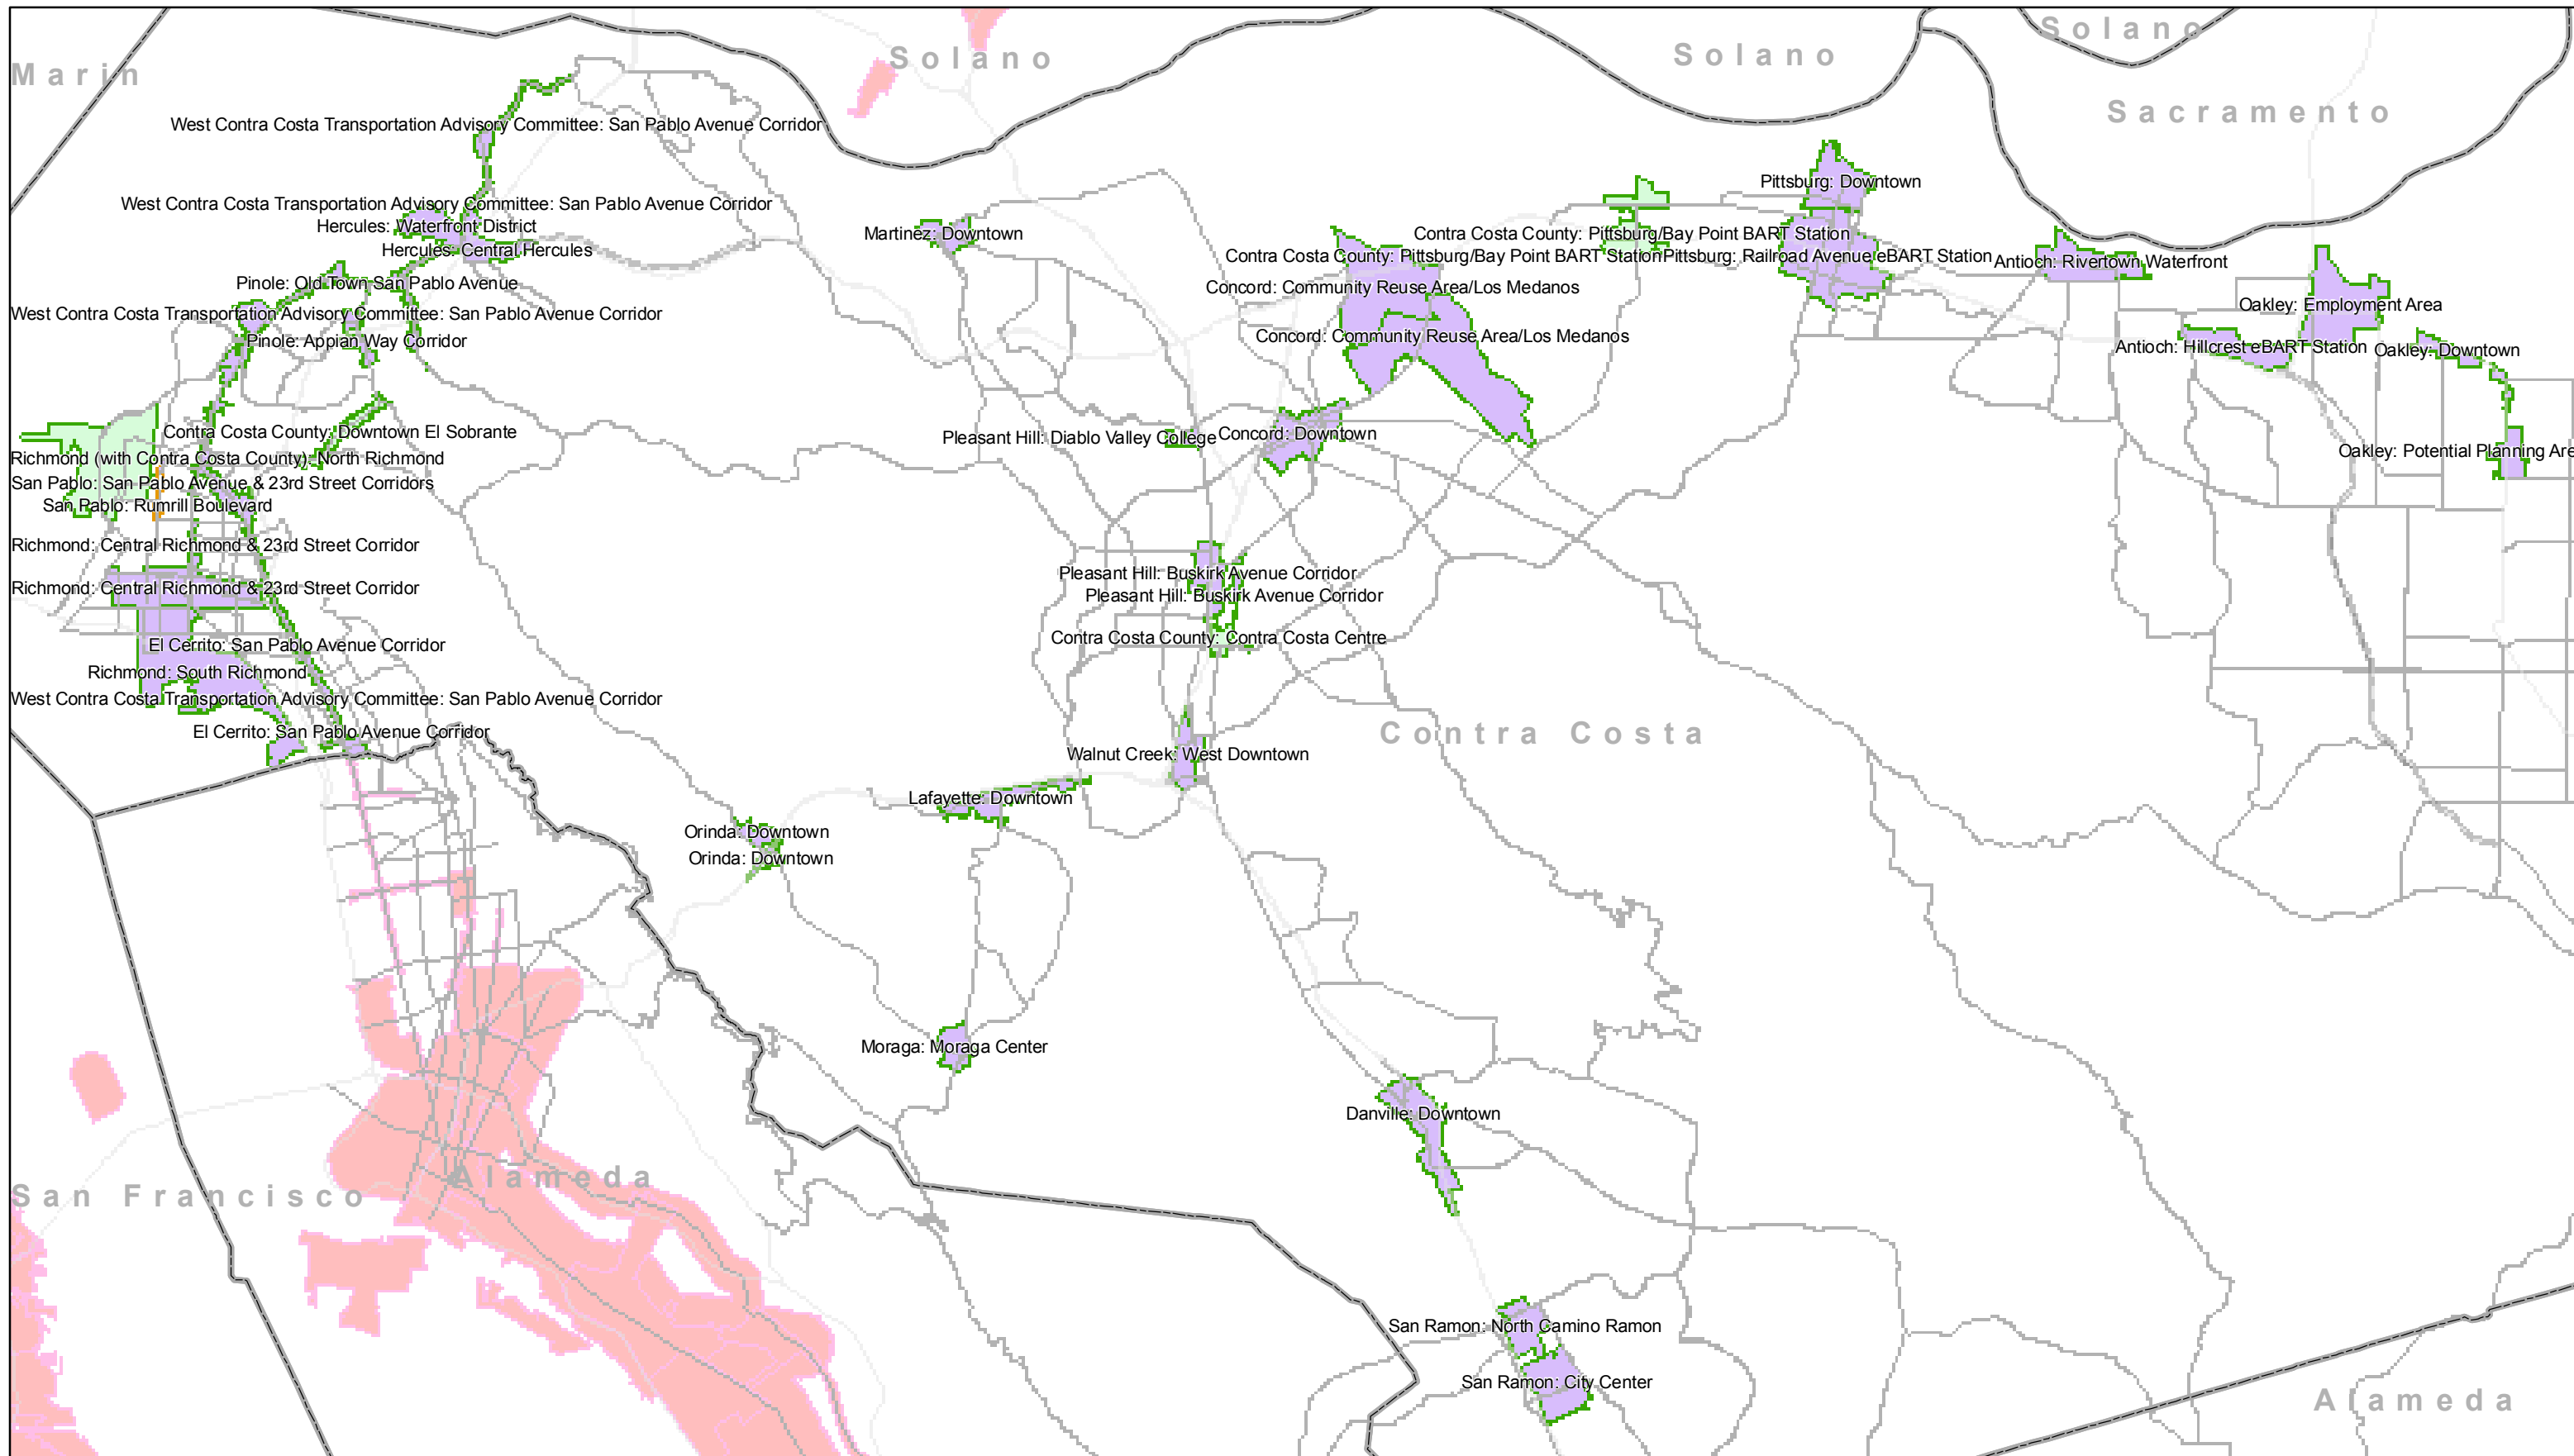 Solano
Solano
Solano
Marin
Sacramento
West Contra Costa Transportation Advisory Committee: San Pablo Avenue Corridor
Pittsburg: Downtown
West Contra Costa Transportation Advisory Committee: San Pablo Avenue Corridor
Hercules: Waterfront District
Martinez: Downtown
Contra Costa County: Pittsburg/Bay Point BART Station
Hercules: Central Hercules
Contra Costa County: Pittsburg/Bay Point BART Station
Pittsburg: Railroad Avenue eBART Station
Antioch: Rivertown Waterfront
Pinole: Old Town San Pablo Avenue
Concord: Community Reuse Area/Los Medanos
Oakley: Employment Area
West Contra Costa Transportation Advisory Committee: San Pablo Avenue Corridor
Pinole: Appian Way Corridor
Concord: Community Reuse Area/Los Medanos
Antioch: Hillcrest eBART Station
Oakley: Downtown
Contra Costa County: Downtown El Sobrante
Pleasant Hill: Diablo Valley College
Concord: Downtown
Richmond (with Contra Costa County): North Richmond
Oakley: Potential Planning Are
San Pablo: San Pablo Avenue & 23rd Street Corridors
San Pablo: Rumrill Boulevard
Richmond: Central Richmond & 23rd Street Corridor
Pleasant Hill: Buskirk Avenue Corridor
Richmond: Central Richmond & 23rd Street Corridor
Pleasant Hill: Buskirk Avenue Corridor
Contra Costa County: Contra Costa Centre
El Cerrito: San Pablo Avenue Corridor
Richmond: South Richmond
West Contra Costa Transportation Advisory Committee: San Pablo Avenue Corridor
El Cerrito: San Pablo Avenue Corridor
Contra Costa
Walnut Creek: West Downtown
Lafayette: Downtown
Orinda: Downtown
Orinda: Downtown
Moraga: Moraga Center
Danville: Downtown
Alameda
San Francisco
San Ramon: North Camino Ramon
San Ramon: City Center
Alameda